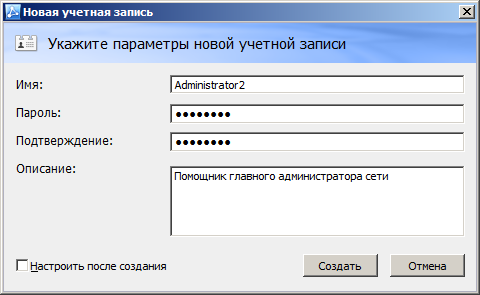 Новая учетная запись
Укажите параметры новой учетной записи
Имя:
Administrator2
Пароль:
●●●●●●●●
Подтверждение:
●●●●●●●●
Описание:
Помощник главного администратора сети
Настроить после создания
Создать
Отмена